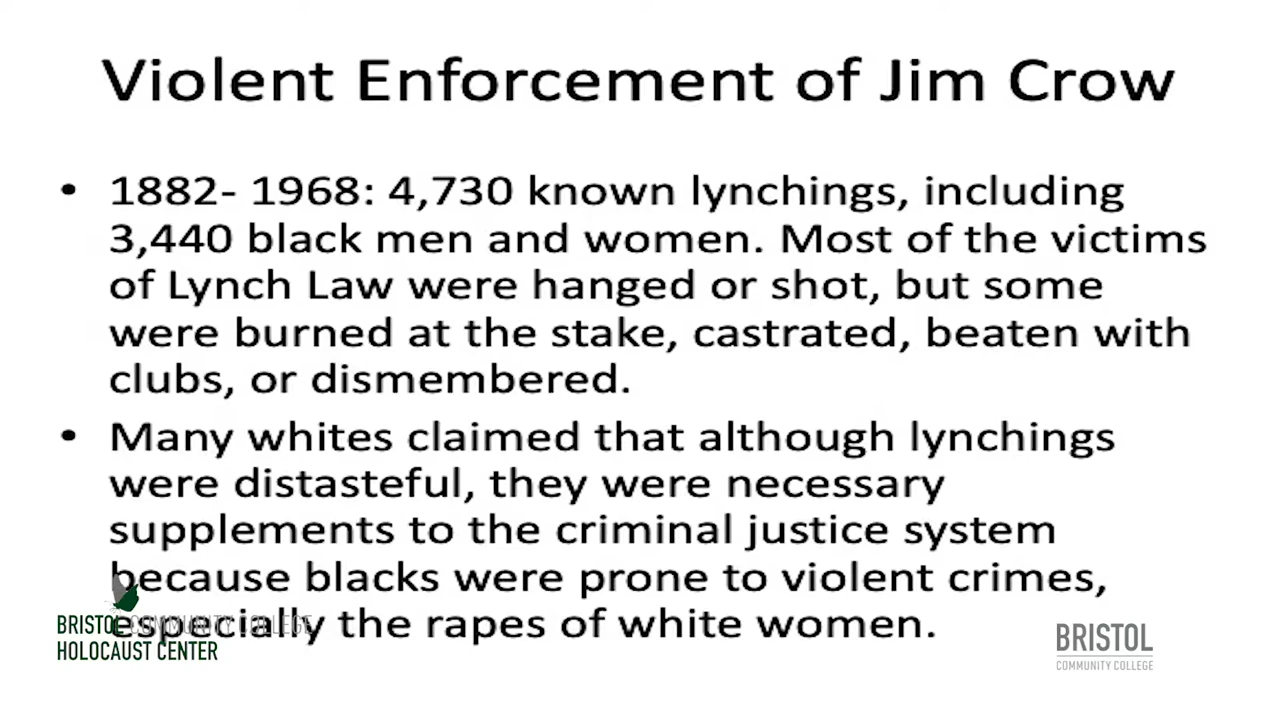 Violent Enforcement of Jim Crow
• 1882- 1968: 4,730 known lynchings, including
3,440 black men and women. Most of the victims
of Lynch Law were hanged or shot, but some
were burned at the stake, castrated, beaten with
clubs, or dismembered.
• Many whites claimed that although lynchings
were distasteful, they were necessary
supplements to the criminal justice system
because blacks were prone to violent crimes,
especially the rapes of white women.
BRISTOL COMMUNITY COLLEGE
HOLOCAUST CENTER
BRISTOL
COMMUNITY COLLEGE